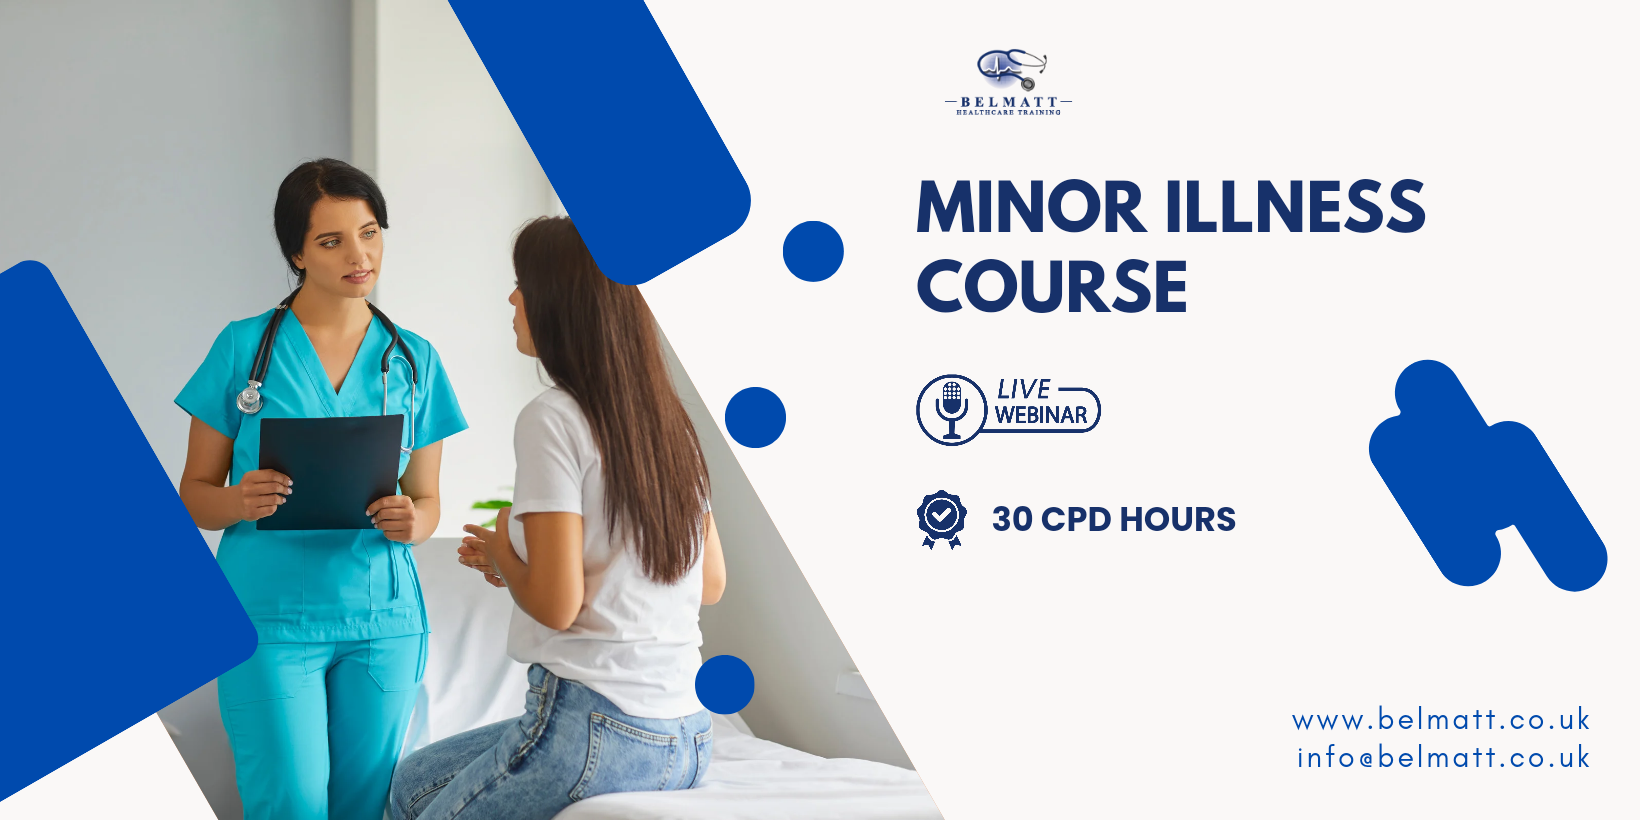 BELMATT
HEALTHCARE TRAINING
MINOR ILLNESS
COURSE
LIVE
WEBINAR
30 CPD HOURS
www.belmatt.co.uk
info@belmatt.co.uk